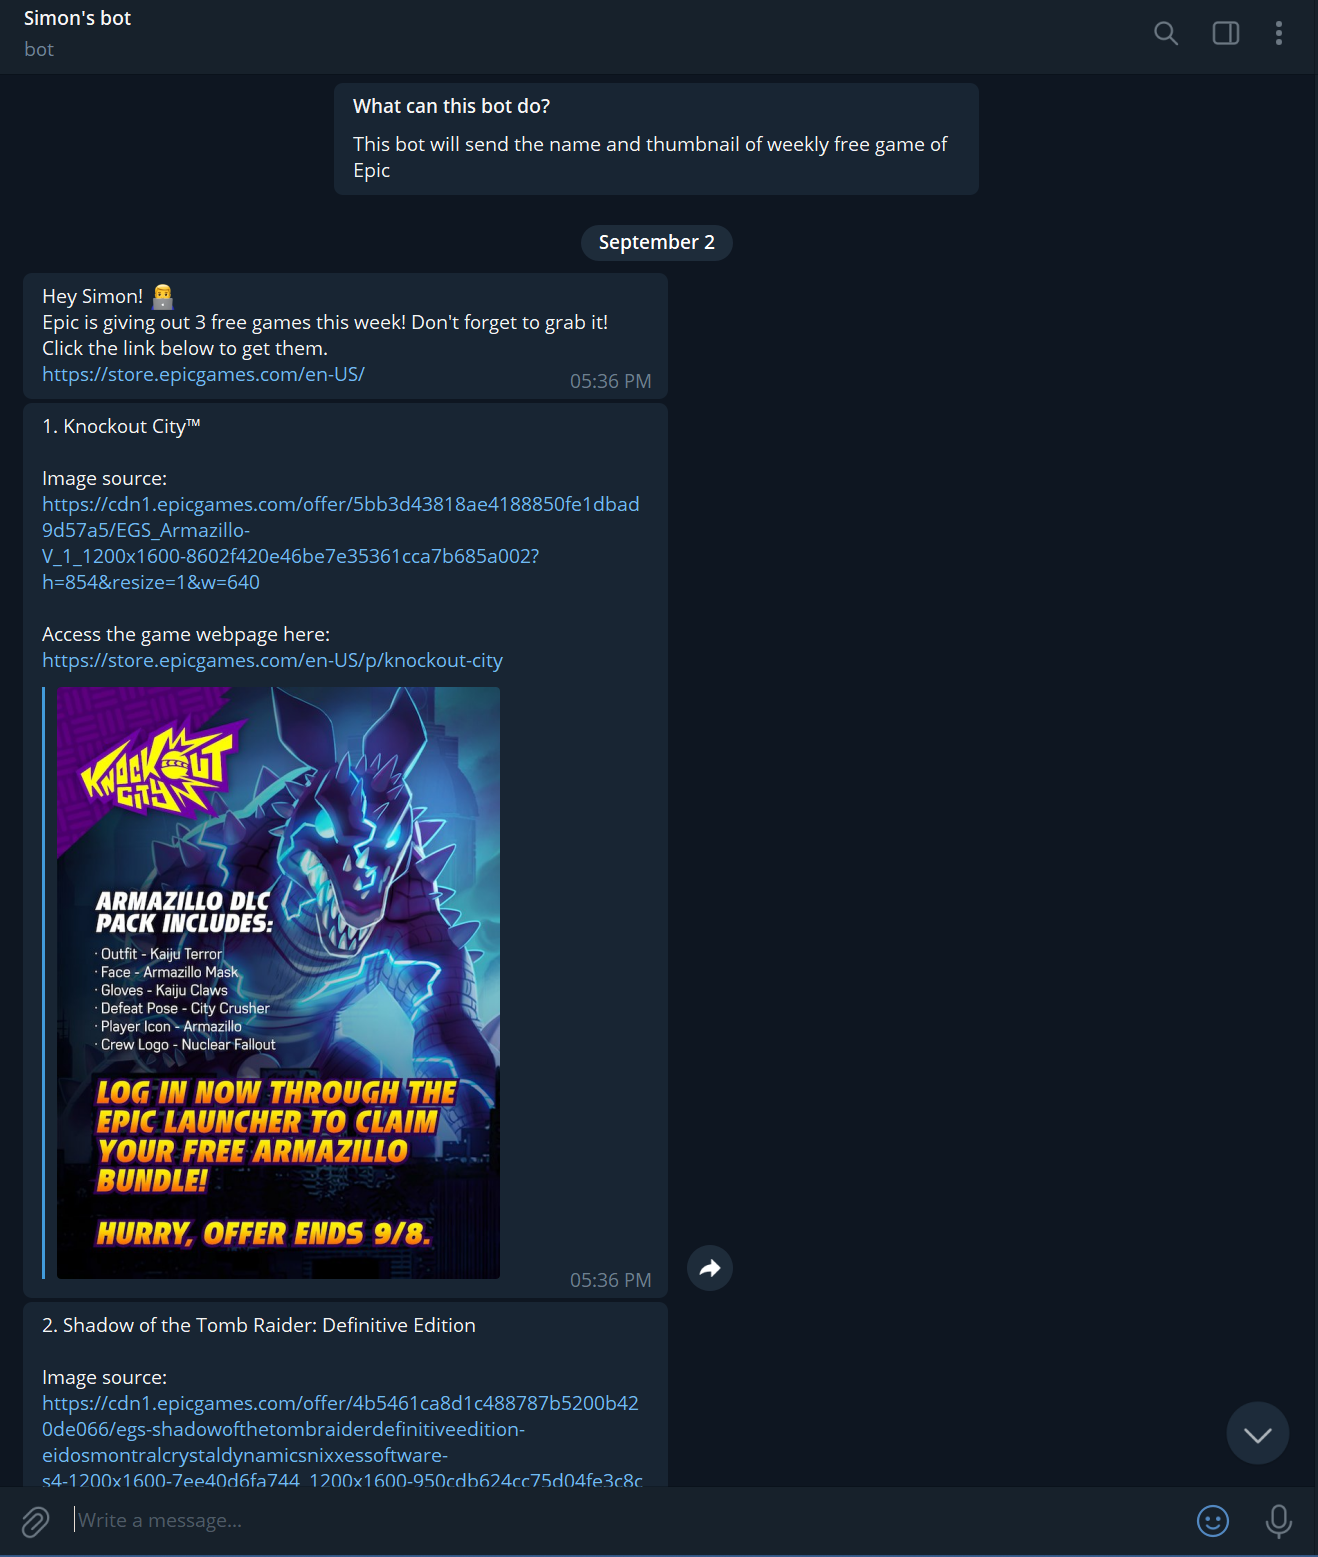 Simon's bot
bot
What can this bot do?
This bot will send the name and thumbnail of weekly free game of
Epic
September 2
Hey Simon! 👨‍💻
Epic is giving out 3 free games this week! Don't forget to grab it!
Click the link below to get them.
https://store.epicgames.com/en-US/
05:36 PM
1. Knockout City™
Image source:
https://cdn1.epicgames.com/offer/5bb3d43818ae4188850fe1dbad
9d57a5/EGS_Armazillo-
V_1_1200x1600-8602f420e46be7e35361cca7b685a002?
h=854&resize=1&w=640
Access the game webpage here:
https://store.epicgames.com/en-US/p/knockout-city
KNOCKOUT
CITY
ARMAZILLO DLC
PACK INCLUDES:
· Outfit - Kaiju Terror
· Face - Armazillo Mask
· Gloves - Kaiju Claws
· Defeat Pose - City Crusher
· Player Icon - Armazillo
· Crew Logo - Nuclear Fallout
LOG IN NOW THROUGH THE
EPIC LAUNCHER TO CLAIM
YOUR FREE ARMAZILLO
BUNDLE!
HURRY, OFFER ENDS 9/8.
05:36 PM
2. Shadow of the Tomb Raider: Definitive Edition
Image source:
https://cdn1.epicgames.com/offer/4b5461ca8d1c488787b5200b42
0de066/egs-shadowofthetombraiderdefinitiveedition-
eidosmontralcrystaldynamicsnixxessoftware-
s4-1200x1600-7ee40d6fa744_1200x1600-950cdb624cc75d04fe3c8c
Write a message...